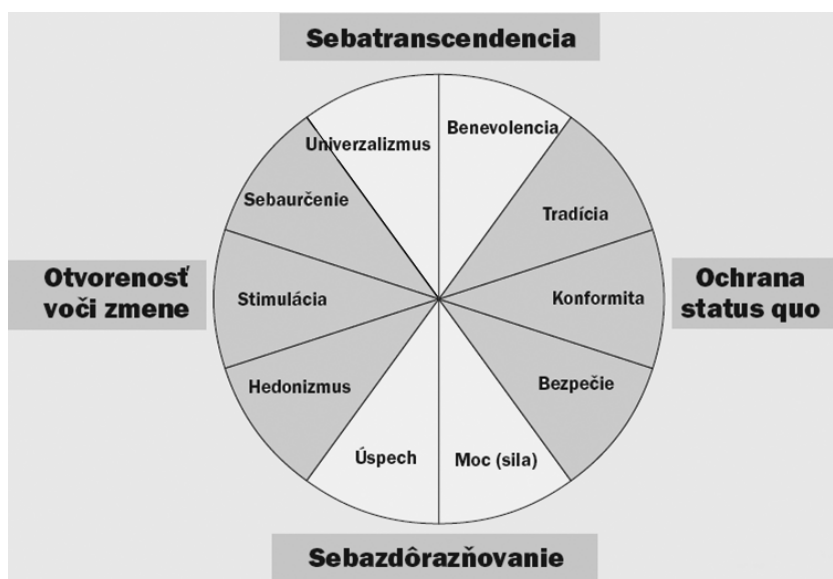 Sebatranscendencia
Univerzalizmus
Benevolencia
Sebaurčenie
Tradícia
Otvorenosť
voči zmene
Stimulácia
Konformita
Ochrana
status quo
Hedonizmus
Bezpečie
Úspech
Moc (sila)
Sebazdôrazňovanie